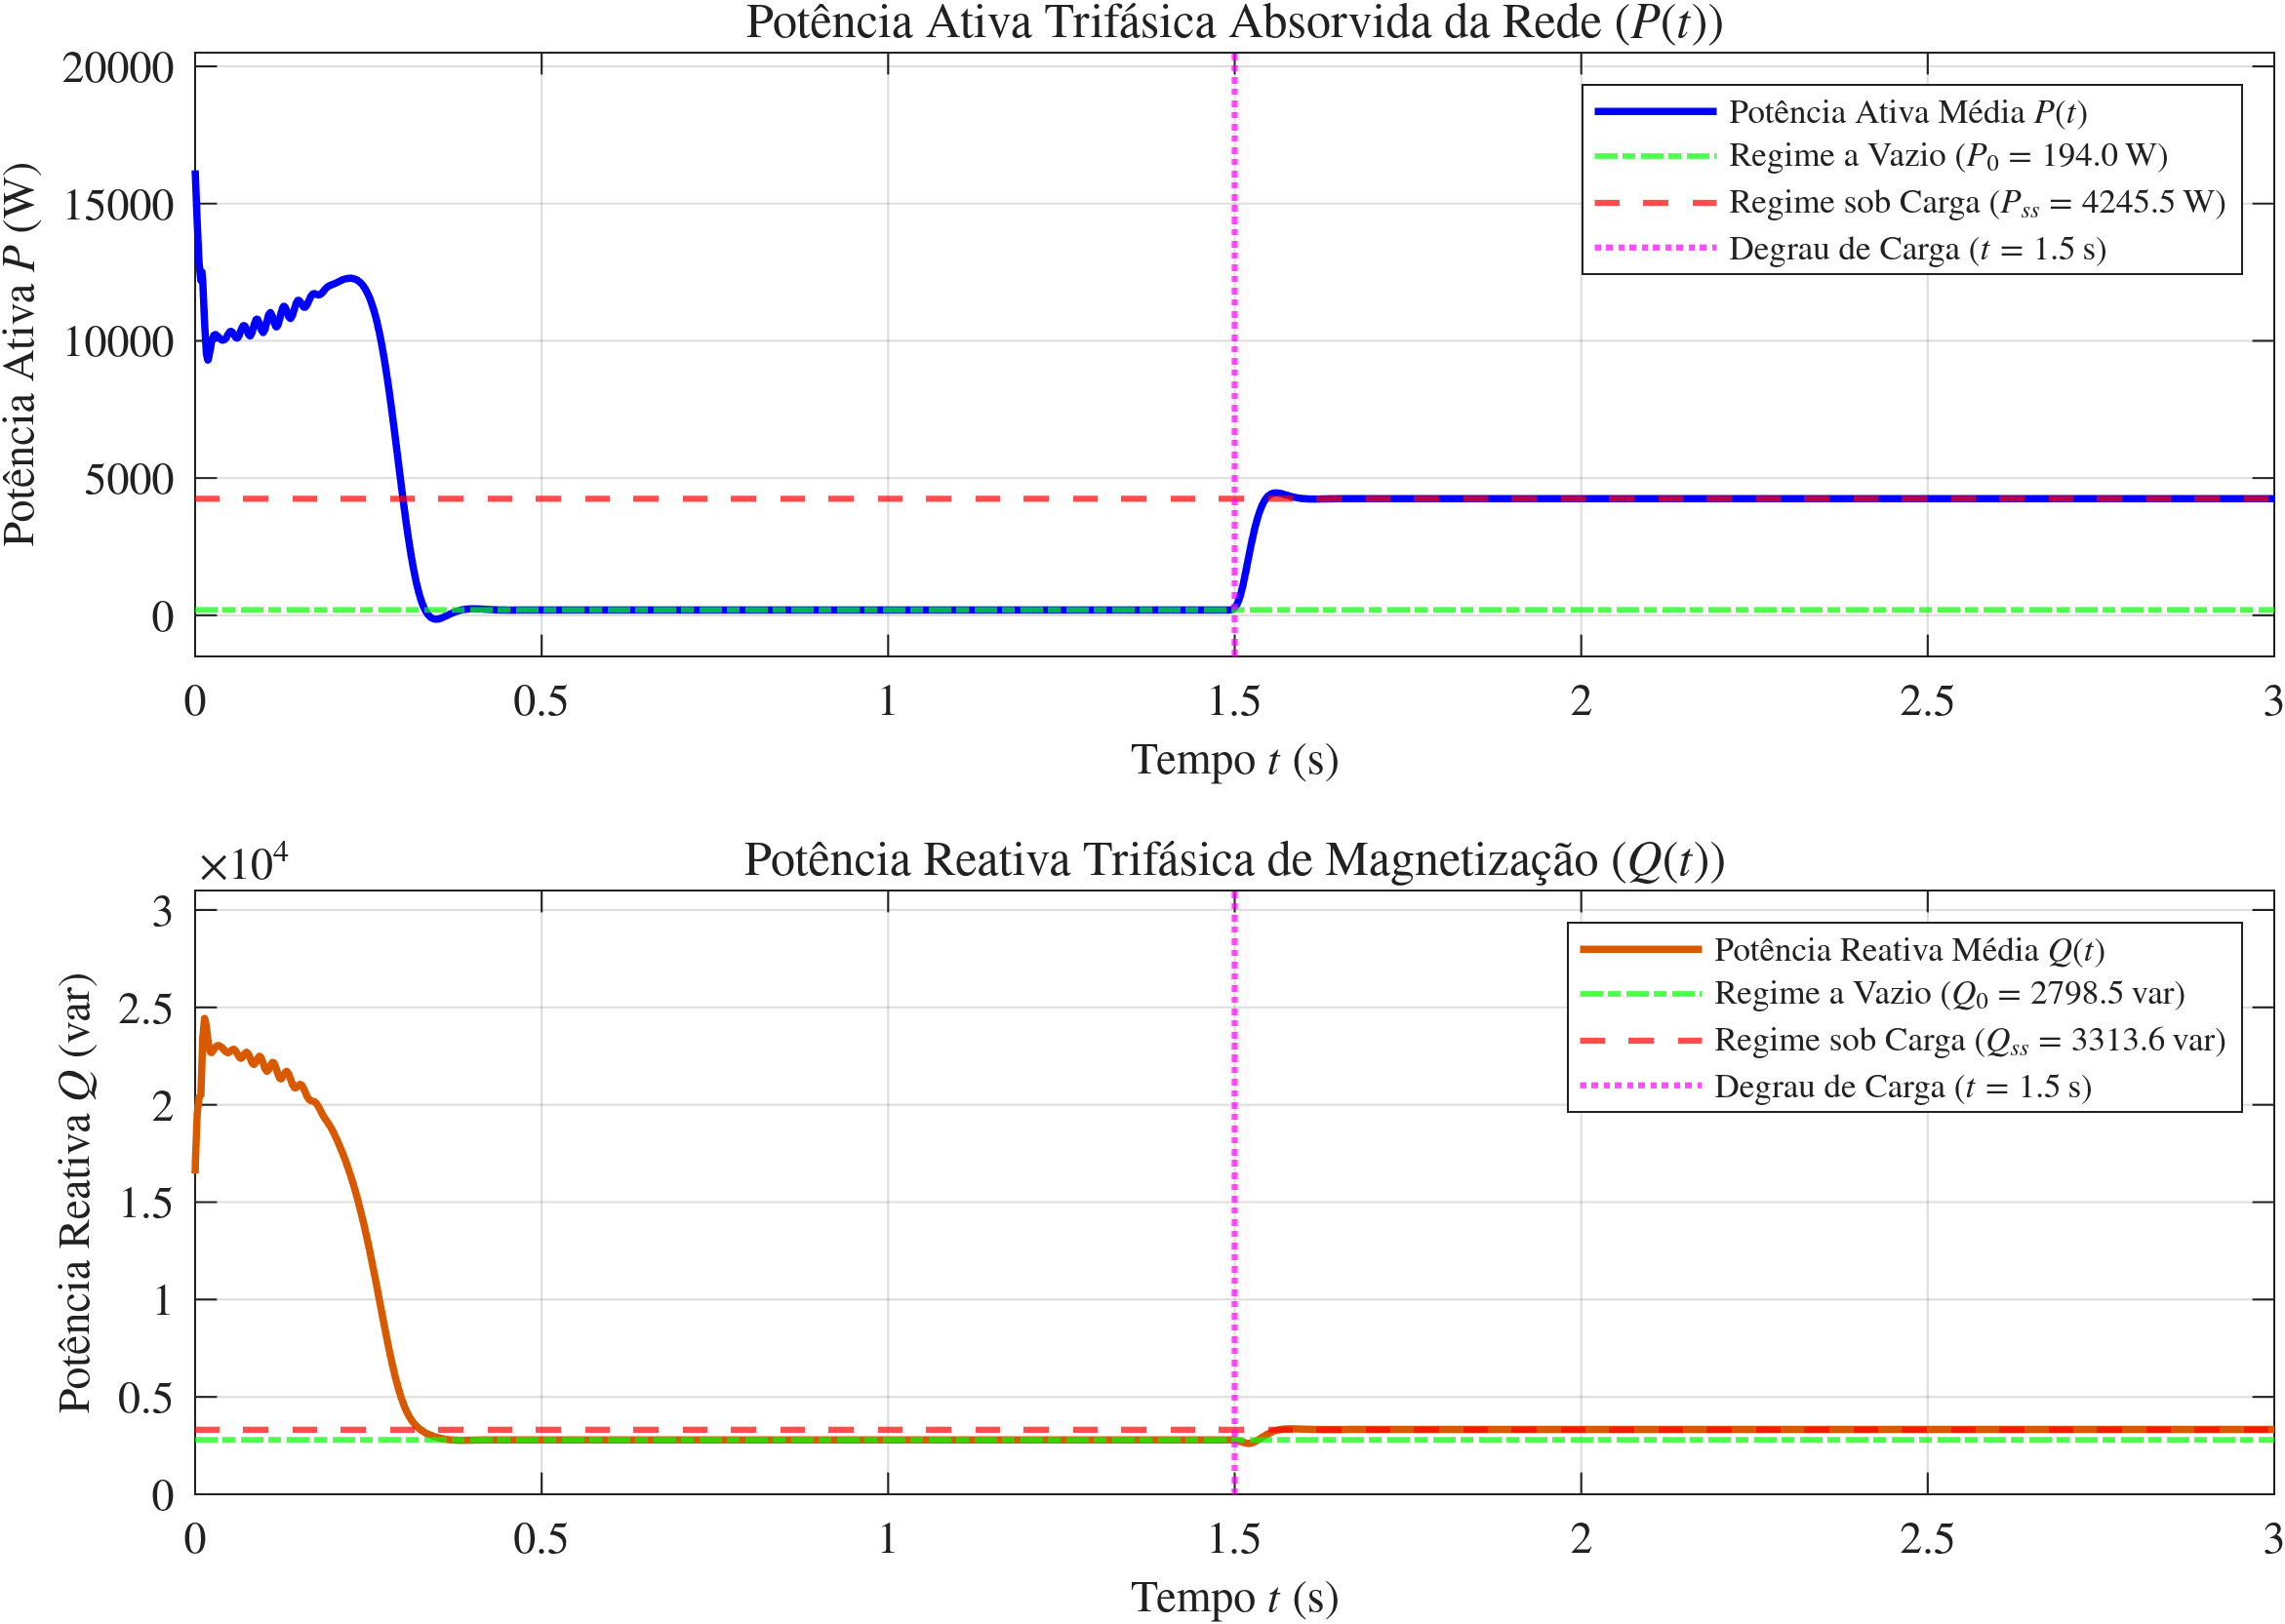 Potência Ativa Trifásica Absorvida da Rede (P(t))
Potência Ativa P (W)
20000
15000
10000
5000
0
Potência Ativa Média P(t)
Regime a Vazio (P₀ = 194.0 W)
Regime sob Carga (Pₛₛ = 4245.5 W)
Degrau de Carga (t = 1.5 s)
0 0.5 1 1.5 2 2.5 3
Tempo t (s)
Potência Reativa Trifásica de Magnetização (Q(t))
×10⁴
Potência Reativa Q (var)
3
2.5
2
1.5
1
0.5
0
Potência Reativa Média Q(t)
Regime a Vazio (Q₀ = 2798.5 var)
Regime sob Carga (Qₛₛ = 3313.6 var)
Degrau de Carga (t = 1.5 s)
0 0.5 1 1.5 2 2.5 3
Tempo t (s)